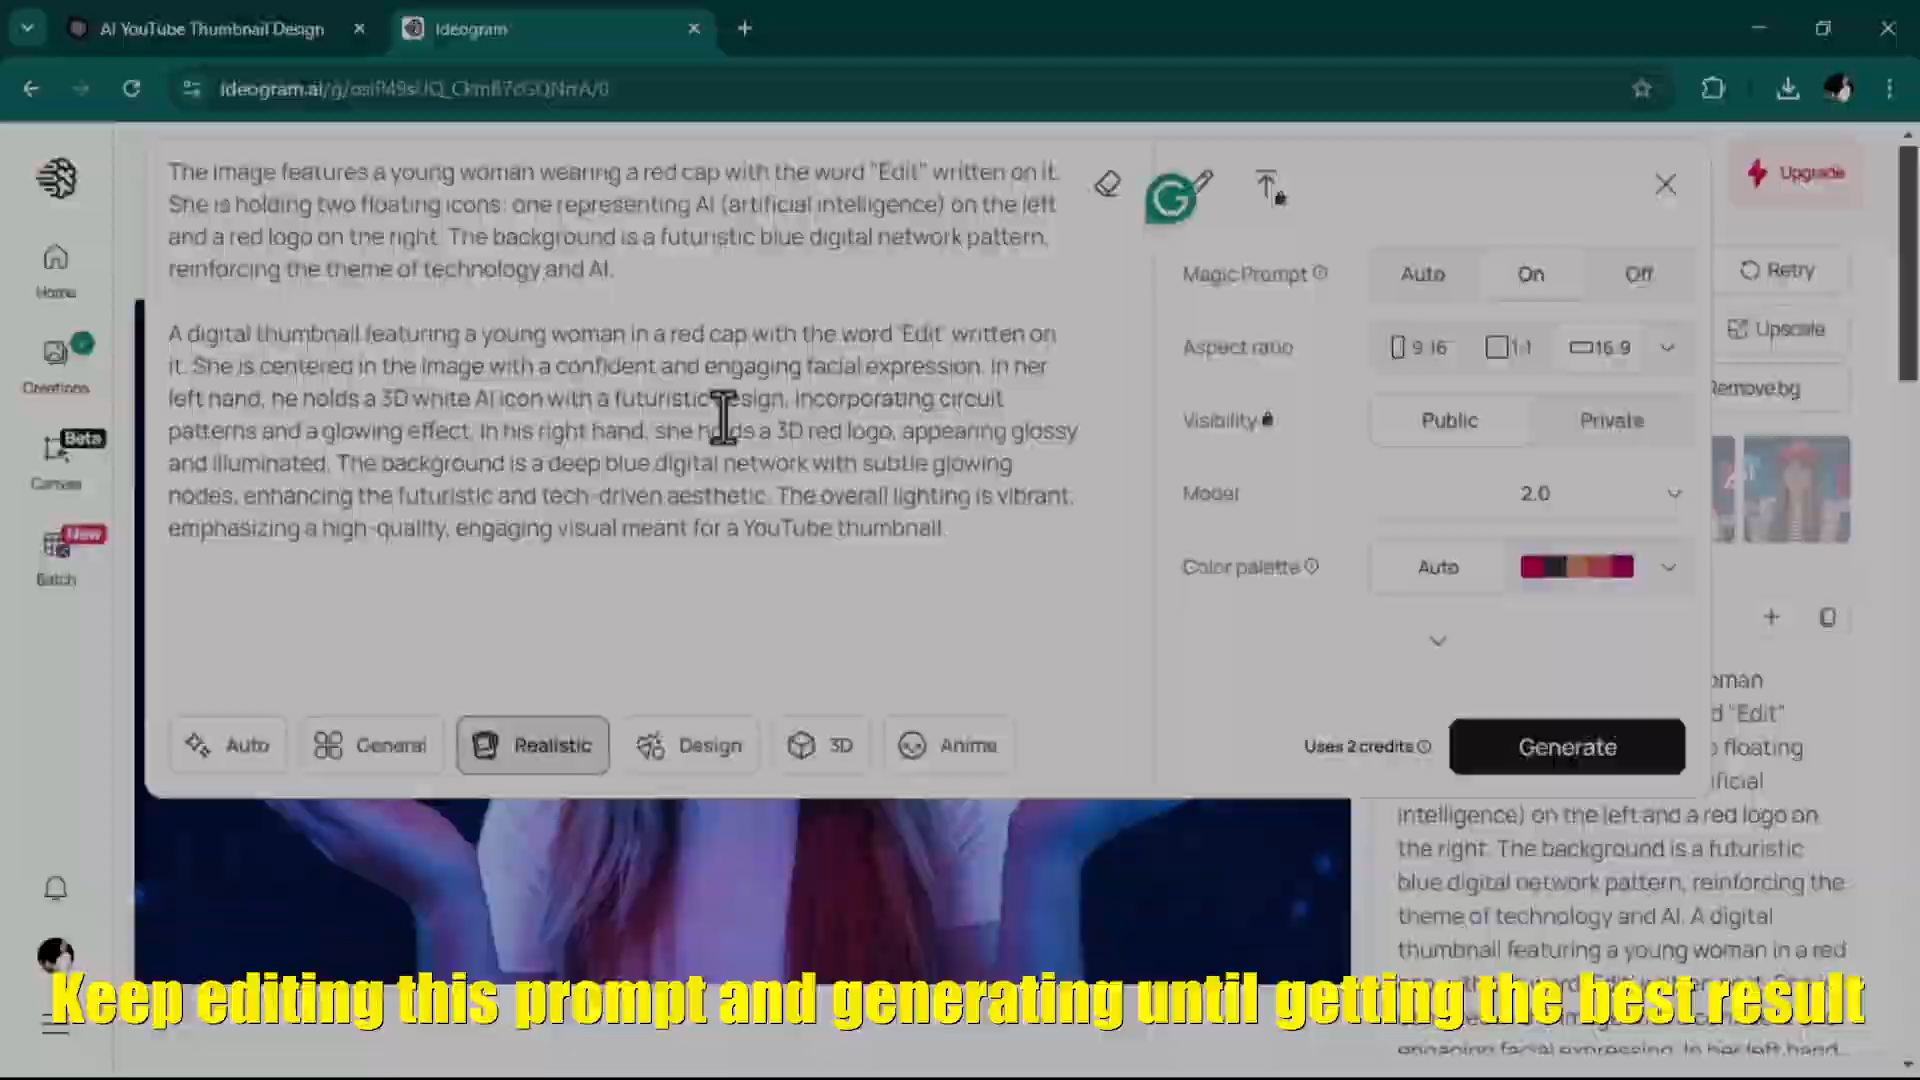 AI YouTube Thumbnail Design
Ideogram
The image features a young woman wearing a red cap with the word "Edit" written on it.
She is holding two floating icons: one representing AI (artificial intelligence) on the left
and a red logo on the right. The background is a futuristic blue digital network pattern,
reinforcing the theme of technology and AI.
A digital thumbnail featuring a young woman in a red cap with the word 'Edit' written on
it. She is centered in the image with a confident and engaging facial expression. In her
left hand, he holds a 3D white AI icon with a futuristic design, incorporating circuit
patterns and a glowing effect. In his right hand, she holds a 3D red logo, appearing glossy
and illuminated. The background is a deep blue digital network with subtle glowing
nodes, enhancing the futuristic and tech-driven aesthetic. The overall lighting is vibrant,
emphasizing a high-quality, engaging visual meant for a YouTube thumbnail.
Home
Creations
Beta
Canvas
New
Batch
Magic Prompt Auto On Off
Aspect ratio 9:16 1:1 16:9
Visibility Public Private
Model 2.0
Color palette Auto
Auto General Realistic Design 3D Anime
Uses 2 credits Generate
Upgrade
Retry
Upscale
Remove bg
oman
d "Edit"
floating
ificial
intelligence) on the left and a red logo on
the right. The background is a futuristic
blue digital network pattern, reinforcing the
theme of technology and AI. A digital
thumbnail featuring a young woman in a red
engaging facial expression. In her left hand,
Keep editing this prompt and generating until getting the best result